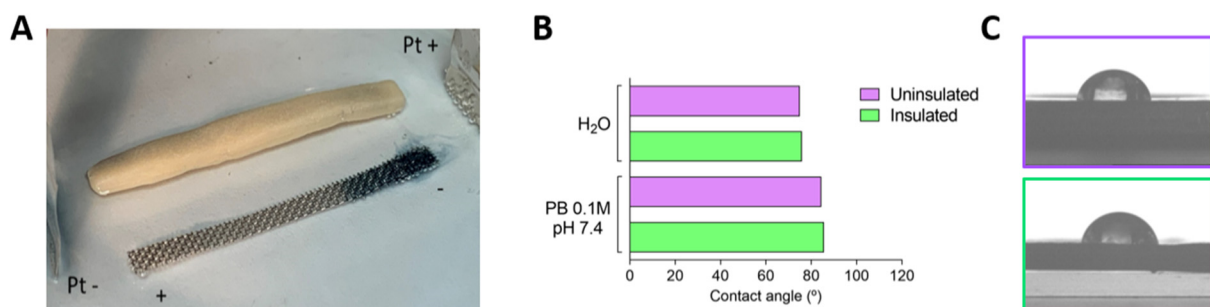 A
Pt +
-
Pt -
+
B
H₂O
PB 0.1M
pH 7.4
0 20 40 60 80 100 120
Contact angle (º)
Uninsulated
Insulated
C